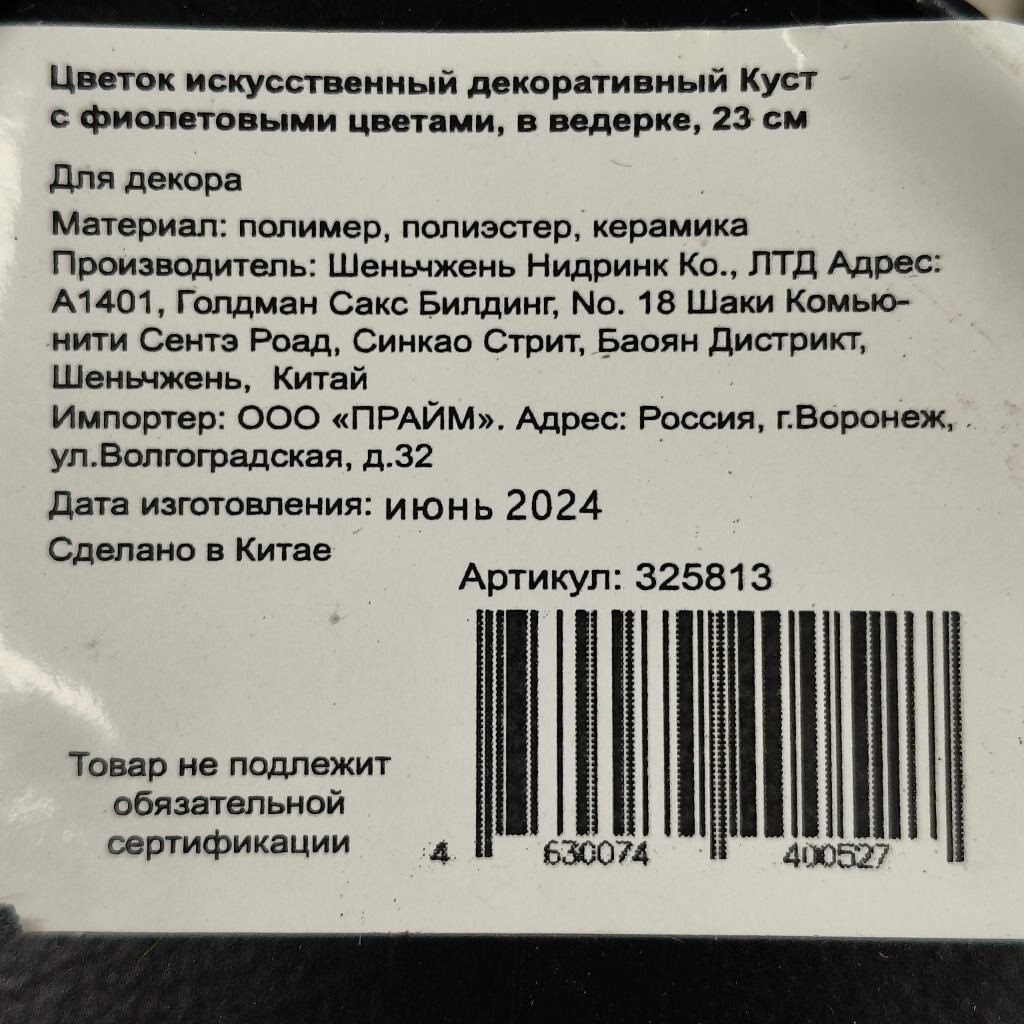 Цветок искусственный декоративный Куст
с фиолетовыми цветами, в ведерке, 23 см
Для декора
Материал: полимер, полиэстер, керамика
Производитель: Шеньчжень Нидринк Ко., ЛТД Адрес:
А1401, Голдман Сакс Билдинг, No. 18 Шаки Комью-
нити Сентэ Роад, Синкао Стрит, Баоян Дистрикт,
Шеньчжень, Китай
Импортер: ООО «ПРАЙМ». Адрес: Россия, г.Воронеж,
ул.Волгоградская, д.32
Дата изготовления: июнь 2024
Сделано в Китае
Артикул: 325813
Товар не подлежит
обязательной
сертификации
4 630074 400527